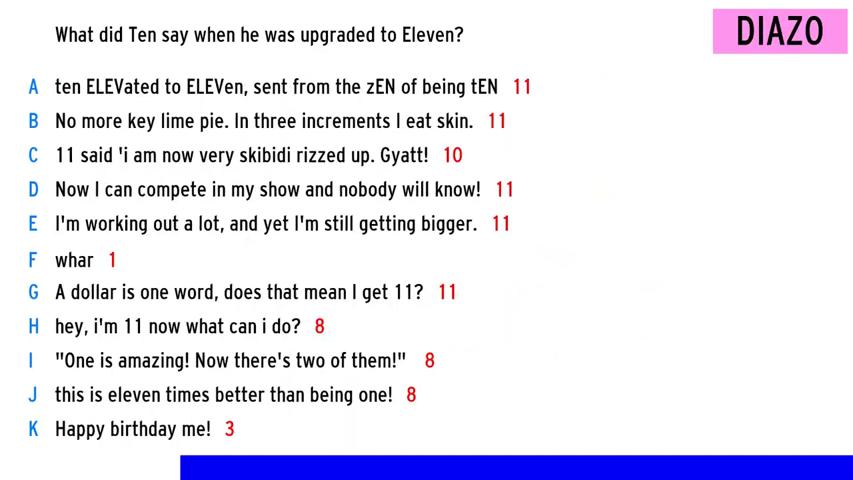 What did Ten say when he was upgraded to Eleven?
DIAZO
A ten ELEVated to ELEVen, sent from the zEN of being tEN 11
B No more key lime pie. In three increments I eat skin. 11
C 11 said 'i am now very skibidi rizzed up. Gyatt! 10
D Now I can compete in my show and nobody will know! 11
E I'm working out a lot, and yet I'm still getting bigger. 11
F whar 1
G A dollar is one word, does that mean I get 11? 11
H hey, i'm 11 now what can i do? 8
I "One is amazing! Now there's two of them!" 8
J this is eleven times better than being one! 8
K Happy birthday me! 3